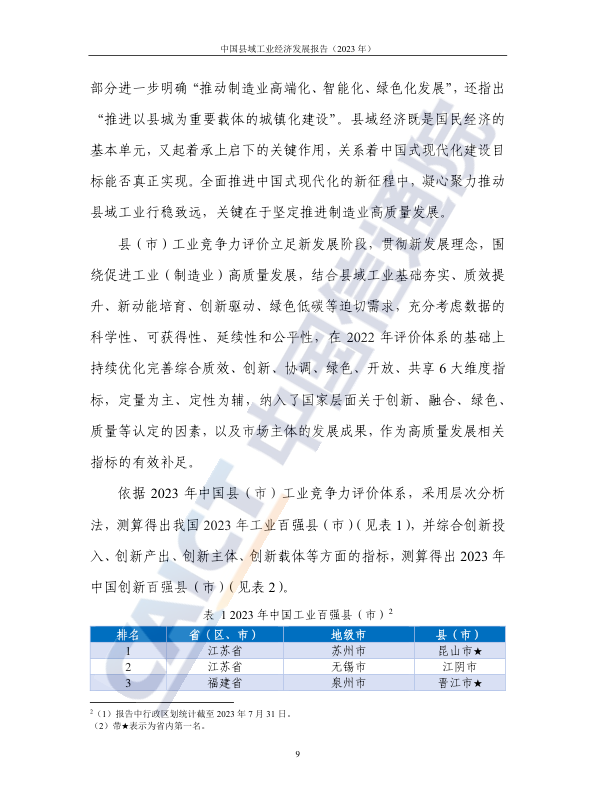 中国县域工业经济发展报告（2023 年）
部分进一步明确“推动制造业高端化、智能化、绿色化发展”，还指出
“推进以县城为重要载体的城镇化建设”。县域经济既是国民经济的
基本单元，又起着承上启下的关键作用，关系着中国式现代化建设目
标能否真正实现。全面推进中国式现代化的新征程中，凝心聚力推动
县域工业行稳致远，关键在于坚定推进制造业高质量发展。
县（市）工业竞争力评价立足新发展阶段，贯彻新发展理念，围
绕促进工业（制造业）高质量发展，结合县域工业基础夯实、质效提
升、新动能培育、创新驱动、绿色低碳等迫切需求，充分考虑数据的
科学性、可获得性、延续性和公平性，在 2022 年评价体系的基础上
持续优化完善综合质效、创新、协调、绿色、开放、共享 6 大维度指
标，定量为主、定性为辅，纳入了国家层面关于创新、融合、绿色、
质量等认定的因素，以及市场主体的发展成果，作为高质量发展相关
指标的有效补足。
依据 2023 年中国县（市）工业竞争力评价体系，采用层次分析
法，测算得出我国 2023 年工业百强县（市）（见表 1），并综合创新投
入、创新产出、创新主体、创新载体等方面的指标，测算得出 2023 年
中国创新百强县（市）（见表 2）。
表 1 2023 年中国工业百强县（市）2
排名 省（区、市） 地级市 县（市）
1 江苏省 苏州市 昆山市★
2 江苏省 无锡市 江阴市
3 福建省 泉州市 晋江市★
2（1）报告中行政区划统计截至 2023 年 7 月 31 日。
（2）带★表示为省内第一名。
9
CAICT 中国信通院